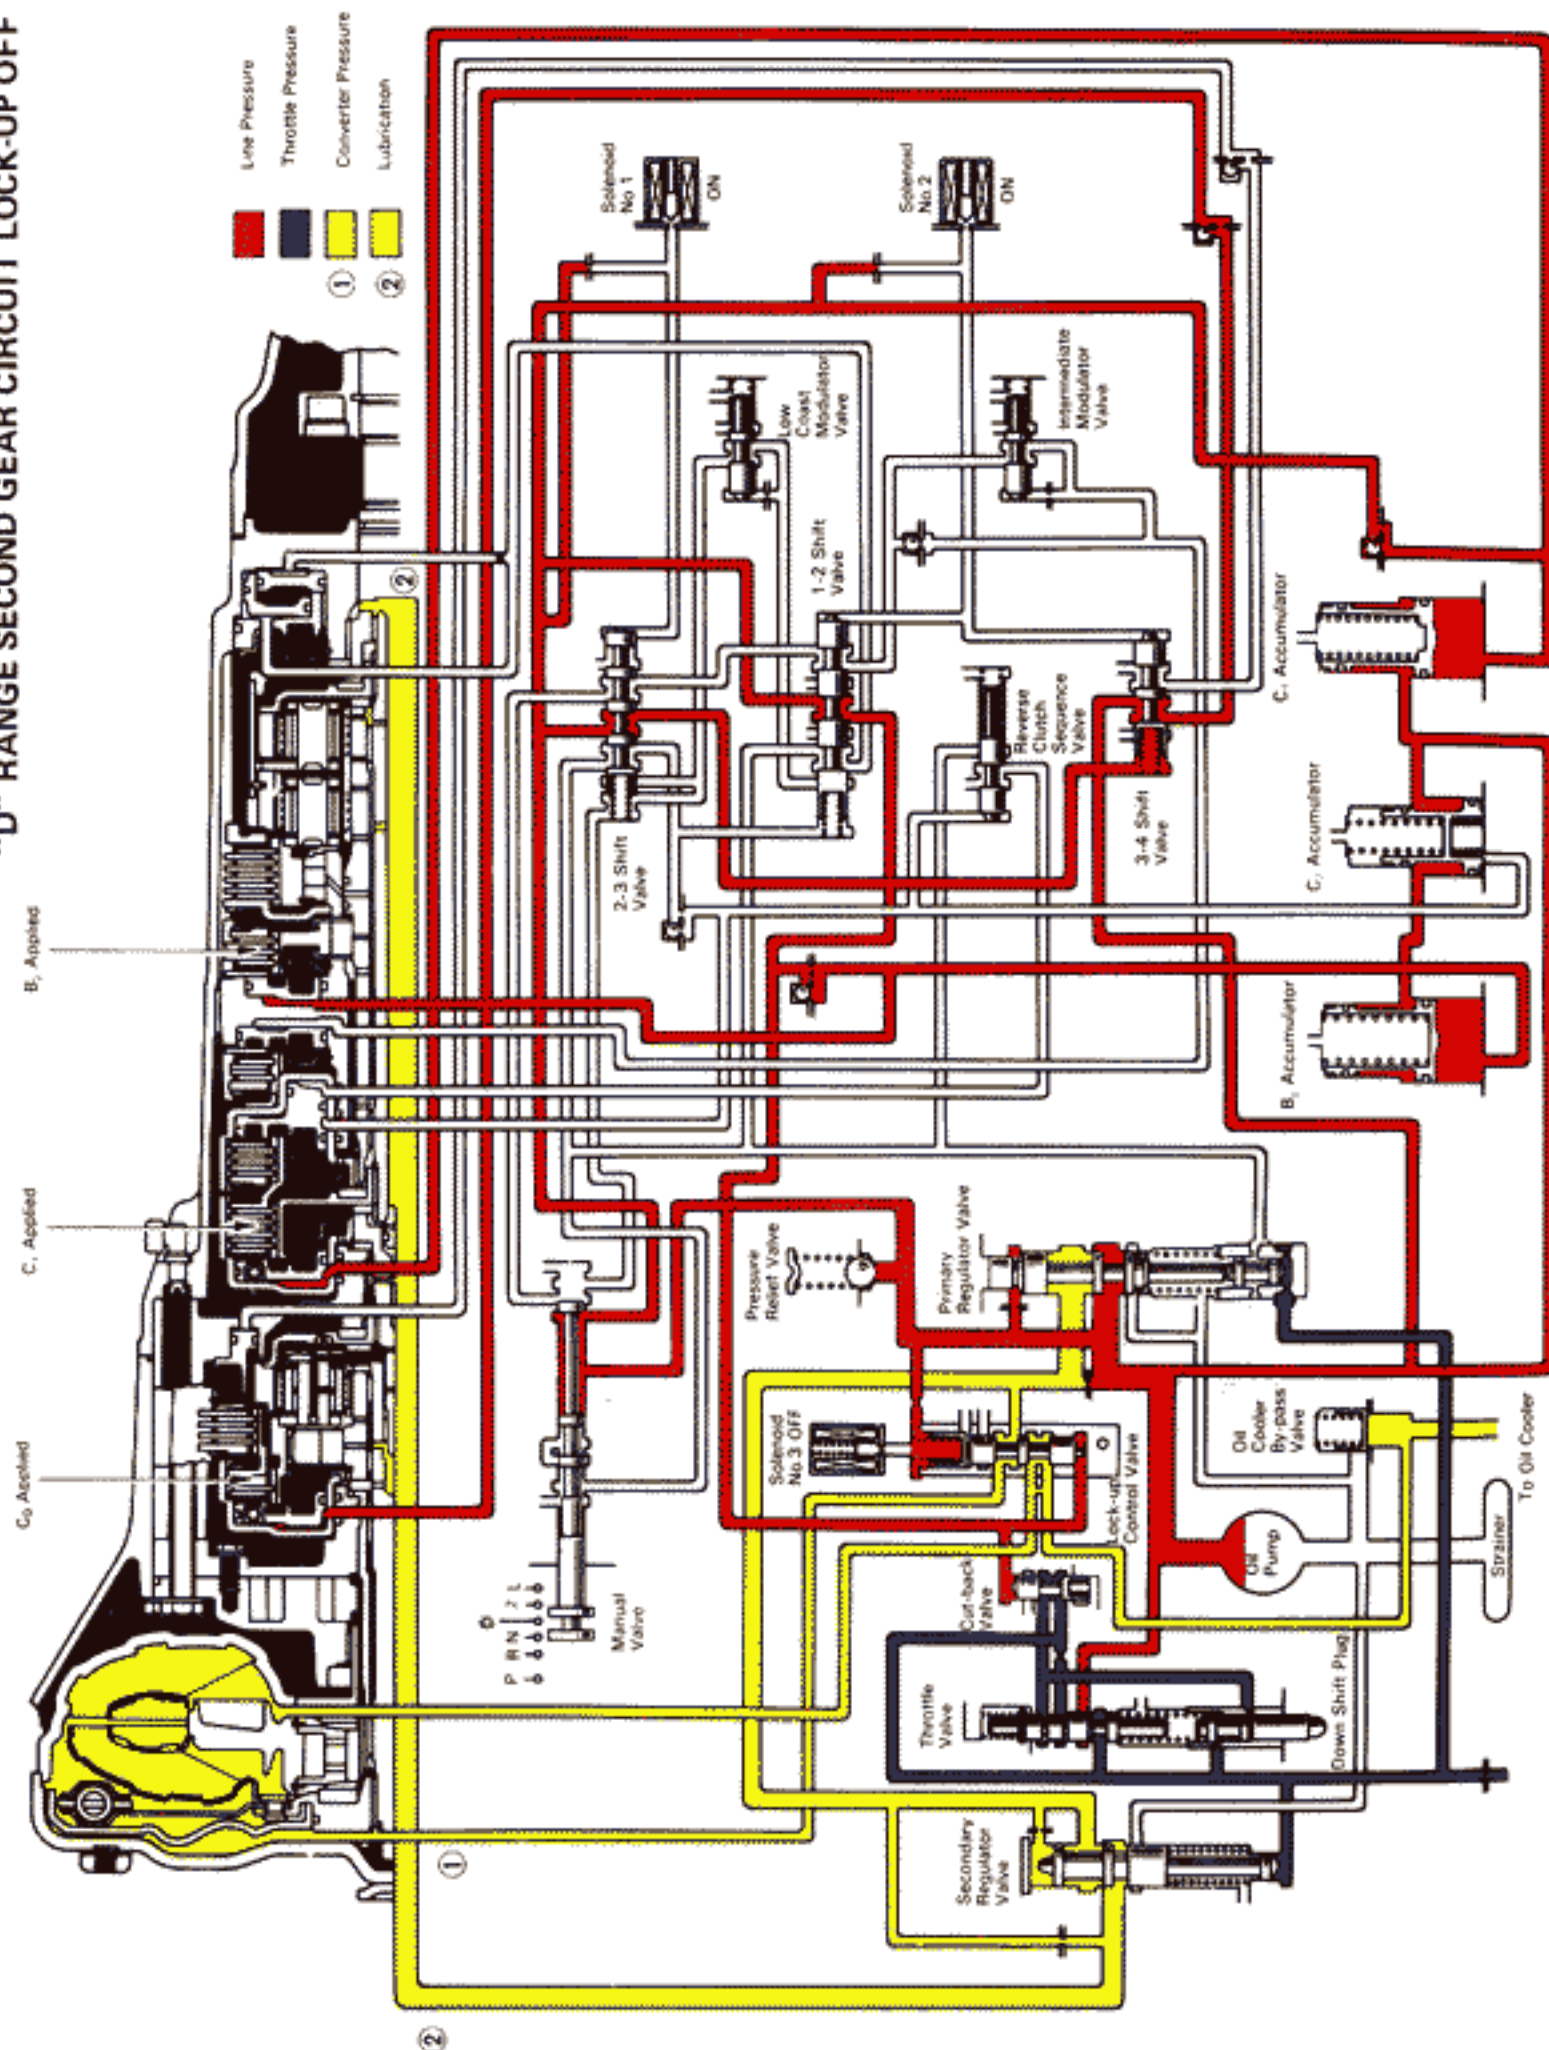 "D" RANGE SECOND GEAR CIRCUIT LOCK-UP OFF
Line Pressure
Throttle Pressure
① Converter Pressure
② Lubrication
C₀ Applied
C₁ Applied
B₂ Applied
②
①
②
P R N D 2 L
Manual
Valve
Solenoid
No 1
ON
Solenoid
No.2
ON
2-3 Shift
Valve
Low
Coast
Modulator
Valve
1-2 Shift
Valve
Intermediate
Modulator
Valve
Reverse
Clutch
Sequence
Valve
3-4 Shift
Valve
Pressure
Relief Valve
Primary
Regulator Valve
Solenoid
No.3 OFF
Lock-up
Control Valve
Cut-back
Valve
Throttle
Valve
Down Shift Plug
Secondary
Regulator
Valve
Oil
Pump
Oil
Cooler
By-pass
Valve
Strainer
To Oil Cooler
B₂ Accumulator
C₂ Accumulator
C₁ Accumulator